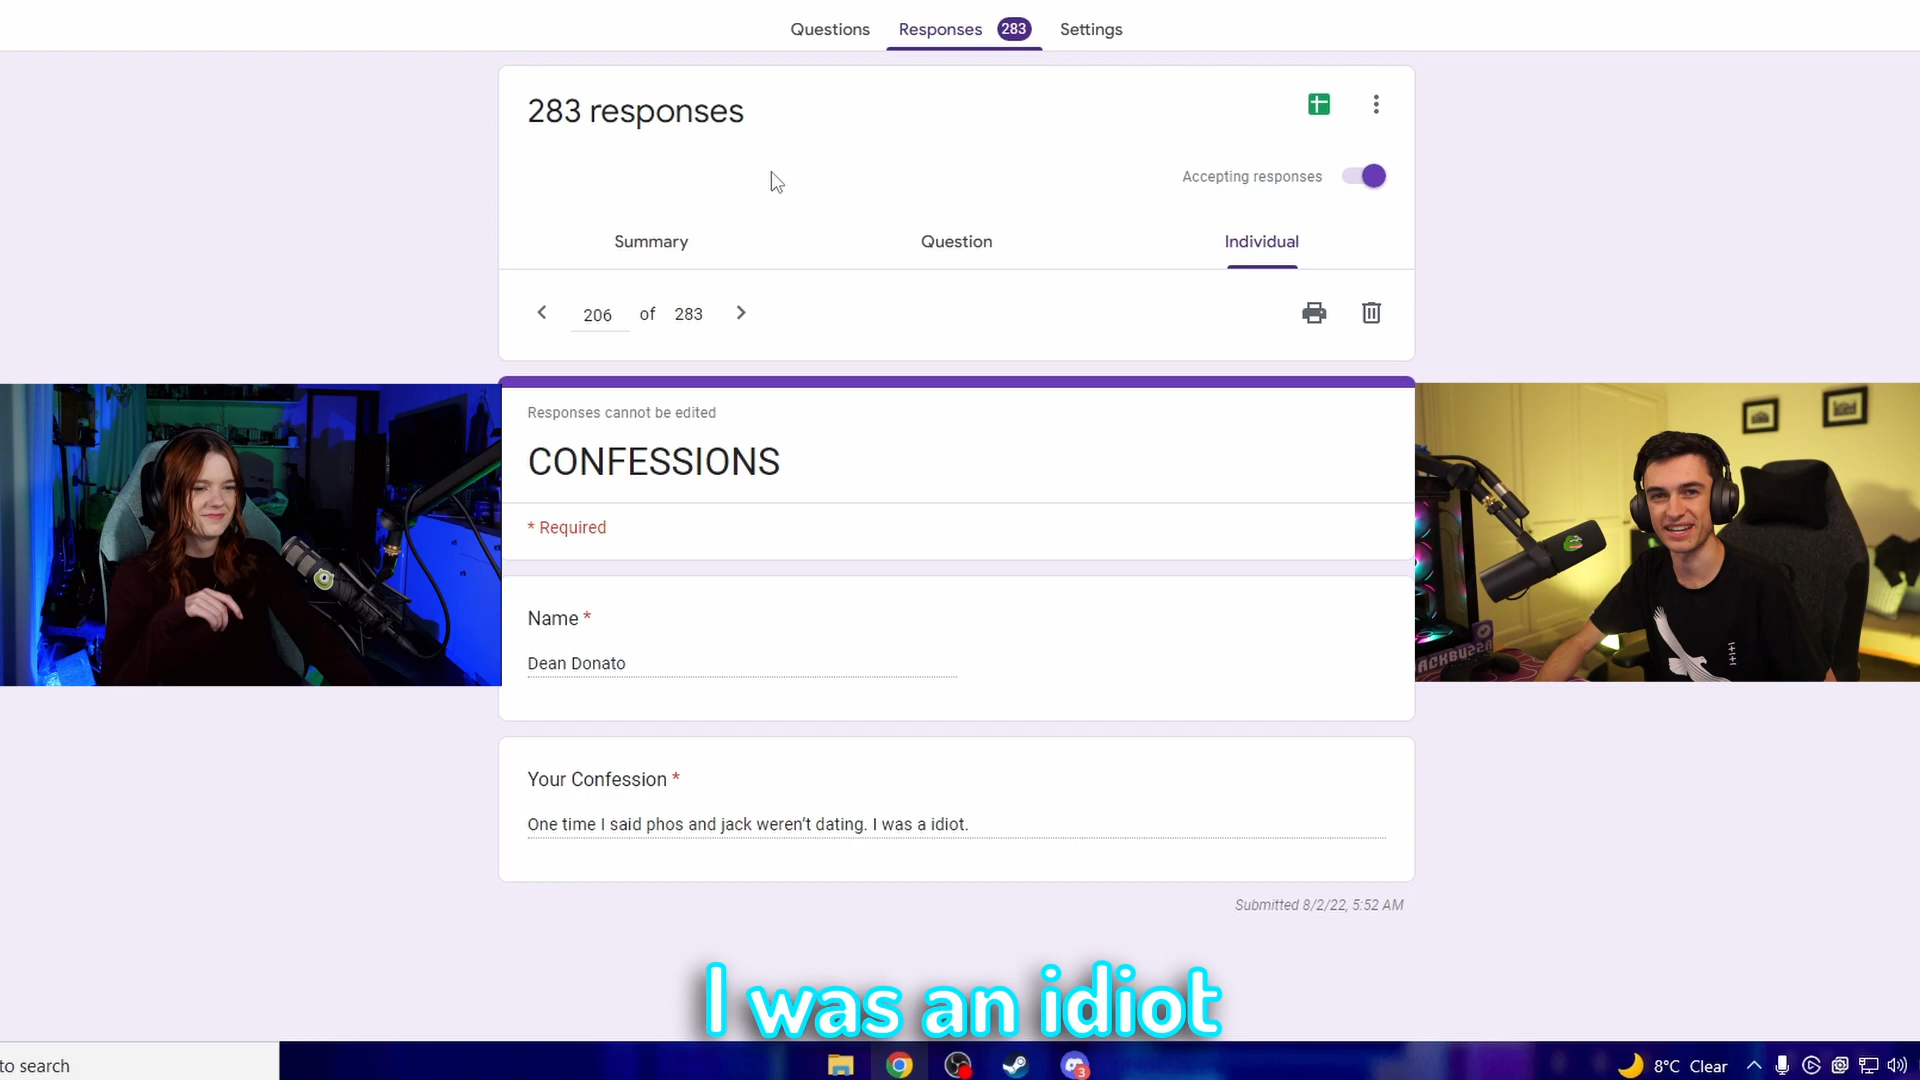 Questions
Responses 283
Settings
283 responses
Accepting responses
Summary
Question
Individual
206 of 283
Responses cannot be edited
CONFESSIONS
* Required
Name *
Dean Donato
Your Confession *
One time I said phos and jack weren’t dating. I was a idiot.
Submitted 8/2/22, 5:52 AM
I was an idiot
to search
3
8°C Clear